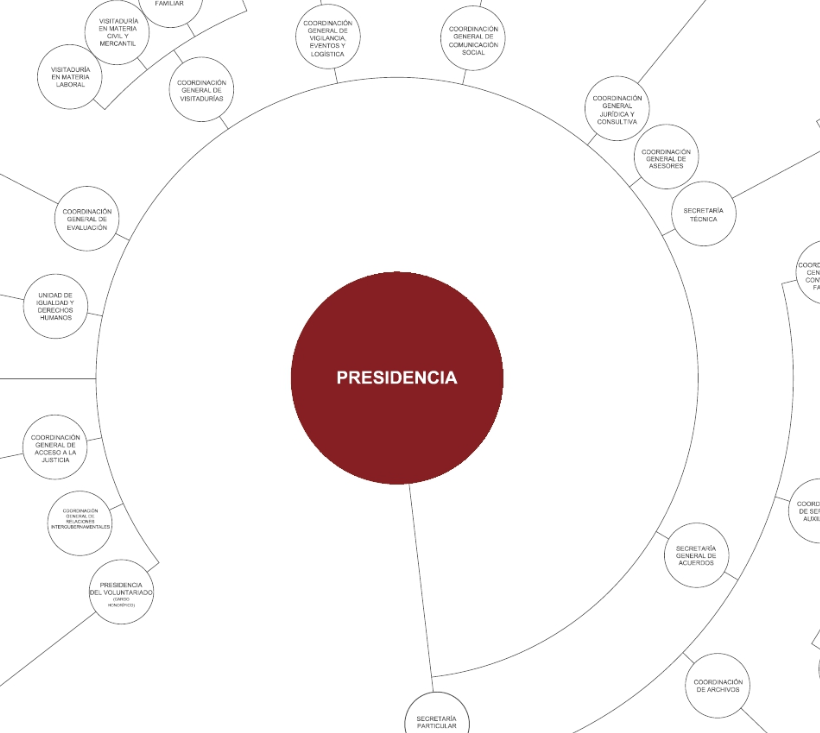 FAMILIAR
VISITADURÍA
EN MATERIA
CIVIL Y
MERCANTIL
VISITADURÍA
EN MATERIA
LABORAL
COORDINACIÓN
GENERAL DE
VISITADURÍAS
COORDINACIÓN
GENERAL DE
VIGILANCIA,
EVENTOS Y
LOGÍSTICA
COORDINACIÓN
GENERAL DE
COMUNICACIÓN
SOCIAL
COORDINACIÓN
GENERAL
JURÍDICA Y
CONSULTIVA
COORDINACIÓN
GENERAL DE
ASESORES
SECRETARÍA
TÉCNICA
COORDINACIÓN
GENERAL DE
EVALUACIÓN
UNIDAD DE
IGUALDAD Y
DERECHOS
HUMANOS
PRESIDENCIA
COORDINACIÓN
GENERAL DE
ACCESO A LA
JUSTICIA
COORDINACIÓN
GENERAL DE
RELACIONES
INTERGUBERNAMENTALES
PRESIDENCIA
DEL VOLUNTARIADO
(CARGO
HONORÍFICO)
SECRETARÍA
GENERAL DE
ACUERDOS
COORDINACIÓN
DE ARCHIVOS
SECRETARÍA
PARTICULAR